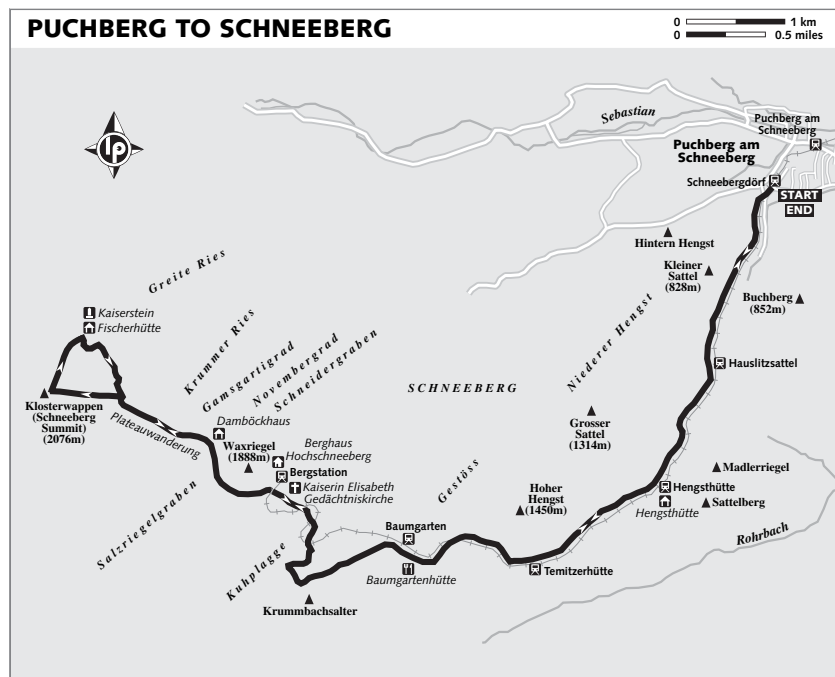 PUCHBERG TO SCHNEEBERG
0 1 km
0 0.5 miles
lp
Sebastian
Puchberg am
Schneeberg
Puchberg am
Schneeberg
Schneebergdörf
START
END
Hintern Hengst
Kleiner
Sattel
(828m)
Buchberg
(852m)
Greite Ries
Kaiserstein
Fischerhütte
Krummer Ries
Gamsgartigrad
Novembergrad
Schneidergraben
Niederer Hengst
Hauslitzsattel
SCHNEEBERG
Klosterwappen
(Schneeberg
Summit)
(2076m)
Plateauwanderung
Damböckhaus
Waxriegel
(1888m)
Berghaus
Hochschneeberg
Bergstation
Kaiserin Elisabeth
Gedächtniskirche
Grosser
Sattel
(1314m)
Madlerriegel
Gestöss
Hoher
Hengst
(1450m)
Hengsthütte
Hengsthütte
Sattelberg
Salzriegelgraben
Kuhplagge
Baumgarten
Baumgartenhütte
Temitzerhütte
Rohrbach
Krummbachsalter